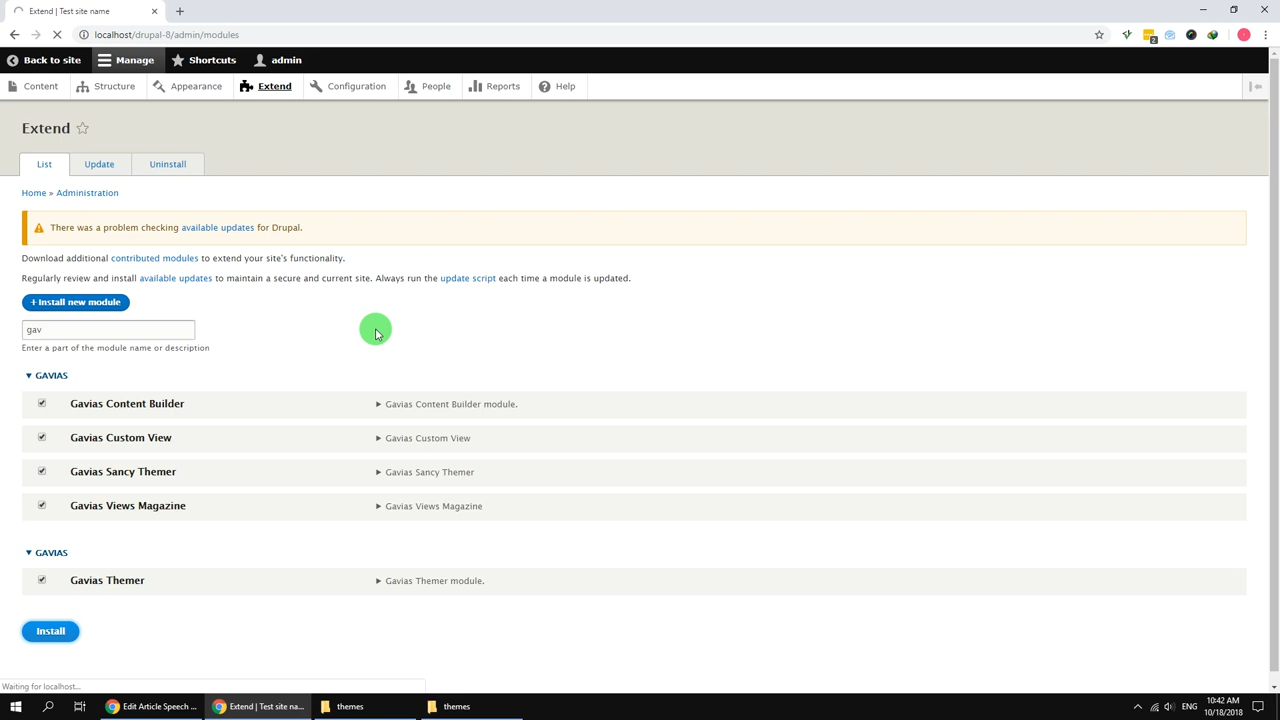 Extend | Test site name
localhost/drupal-8/admin/modules
2
Back to site Manage Shortcuts admin
Content Structure Appearance Extend Configuration People Reports Help
Extend
List Update Uninstall
Home » Administration
There was a problem checking available updates for Drupal.
Download additional contributed modules to extend your site's functionality.
Regularly review and install available updates to maintain a secure and current site. Always run the update script each time a module is updated.
+Install new module
gav
Enter a part of the module name or description
GAVIAS
Gavias Content Builder Gavias Content Builder module.
Gavias Custom View Gavias Custom View
Gavias Sancy Themer Gavias Sancy Themer
Gavias Views Magazine Gavias Views Magazine
GAVIAS
Gavias Themer Gavias Themer module.
Install
Waiting for localhost...
Edit Article Speech ... Extend | Test site na... themes themes ENG 10:42 AM
10/18/2018